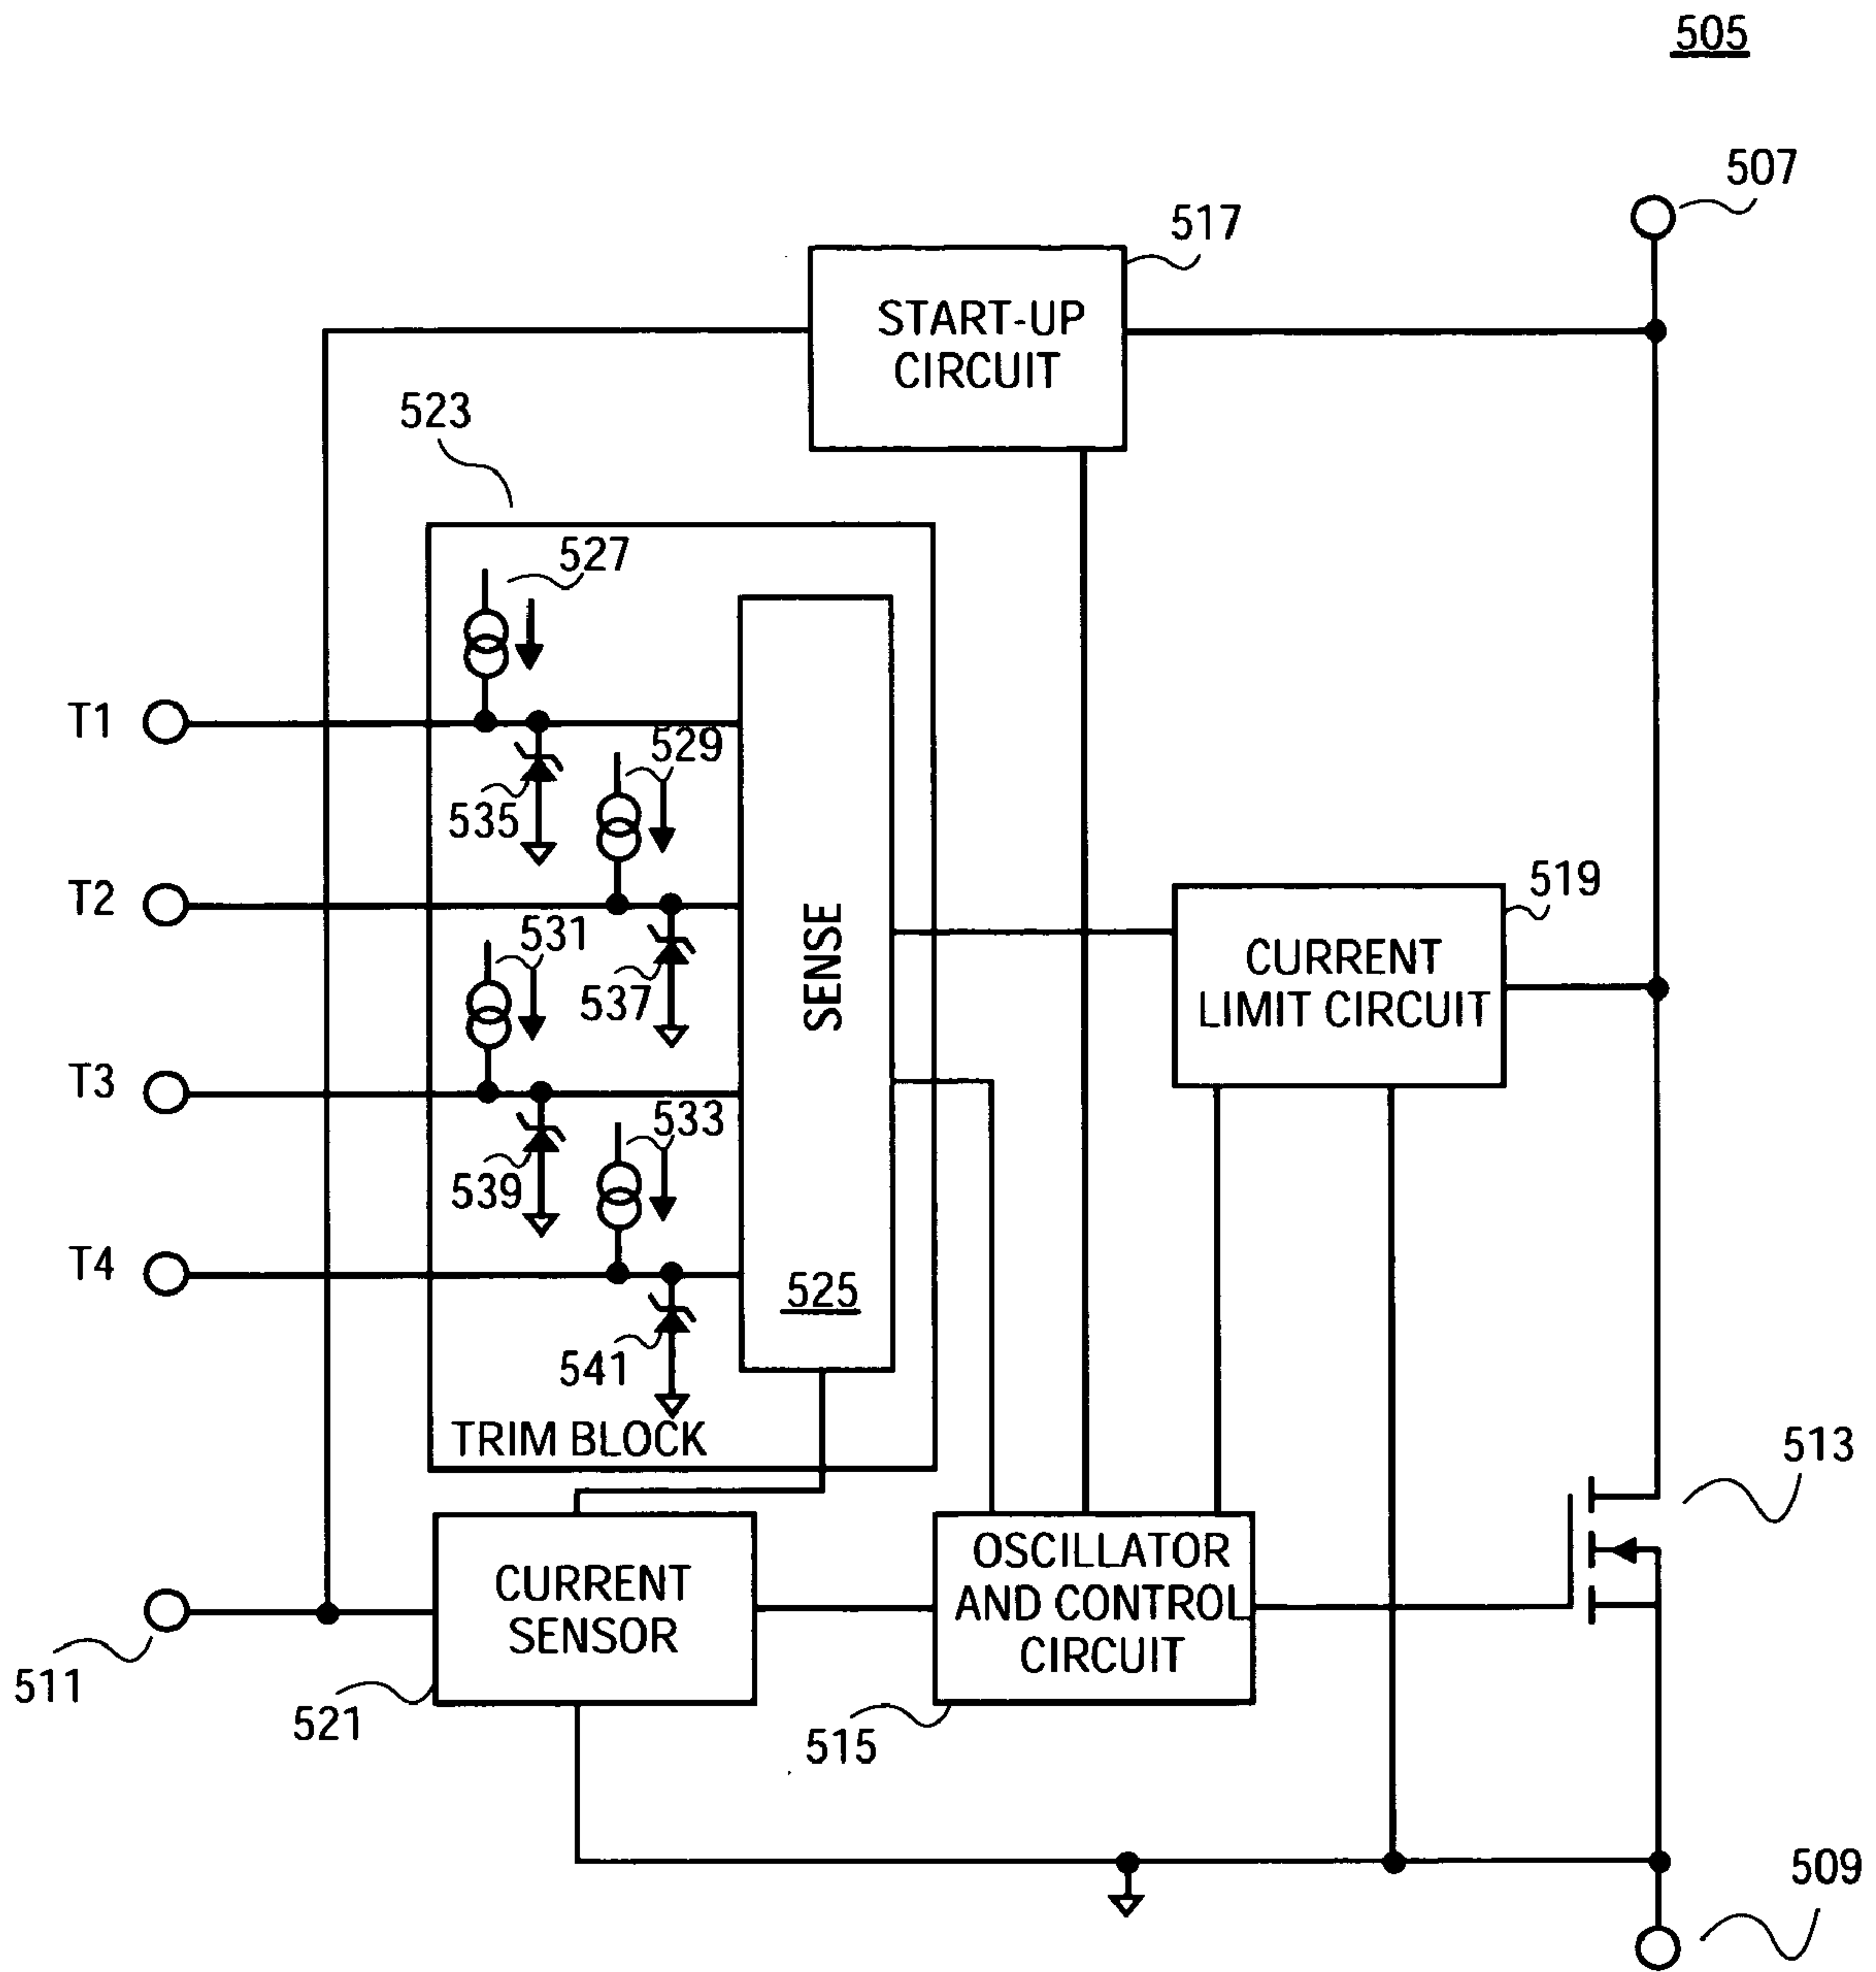 505
507
517
START-UP
CIRCUIT
523
527
T1
529
535
T2
519
531
SENSE
CURRENT
LIMIT CIRCUIT
537
T3
533
539
T4
525
541
TRIM BLOCK
513
OSCILLATOR
AND CONTROL
CIRCUIT
CURRENT
SENSOR
511
521
515
509